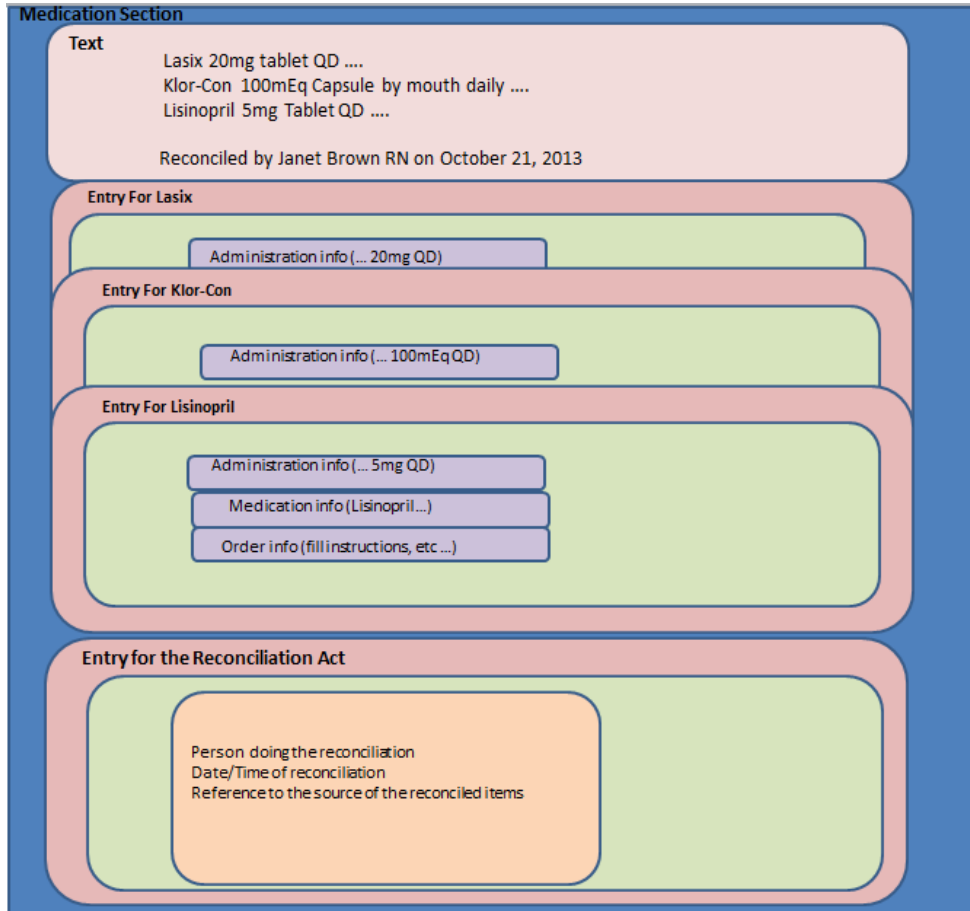 Medication Section
Text
Lasix 20mg tablet QD ....
Klor-Con 100mEq Capsule by mouth daily ....
Lisinopril 5mg Tablet QD ....
Reconciled by Janet Brown RN on October 21, 2013
Entry For Lasix
Administration info (... 20mg QD)
Entry For Klor-Con
Administration info (... 100mEq QD)
Entry For Lisinopril
Administration info (... 5mg QD)
Medication info (Lisinopril...)
Order info (fill instructions, etc ...)
Entry for the Reconciliation Act
Person doing the reconciliation
Date/Time of reconciliation
Reference to the source of the reconciled items